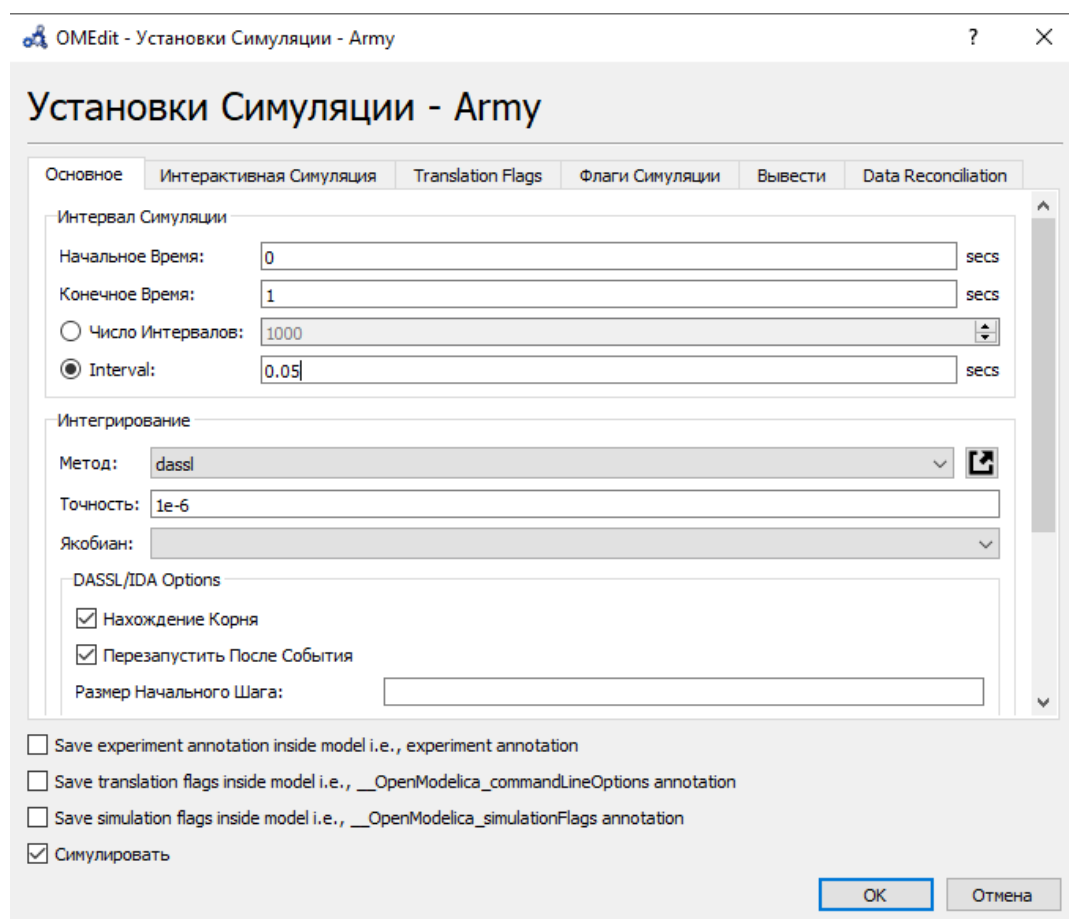 OMEdit - Установки Симуляции - Army ?
Установки Симуляции - Army
Основное Интерактивная Симуляция Translation Flags Флаги Симуляции Вывести Data Reconciliation
Интервал Симуляции
Начальное Время: 0 secs
Конечное Время: 1 secs
Число Интервалов: 1000
Interval: 0.05 secs
Интегрирование
Метод: dassl
Точность: 1e-6
Якобиан:
DASSL/IDA Options
Нахождение Корня
Перезапустить После События
Размер Начального Шага:
Save experiment annotation inside model i.e., experiment annotation
Save translation flags inside model i.e., __OpenModelica_commandLineOptions annotation
Save simulation flags inside model i.e., __OpenModelica_simulationFlags annotation
Симулировать
OK Отмена